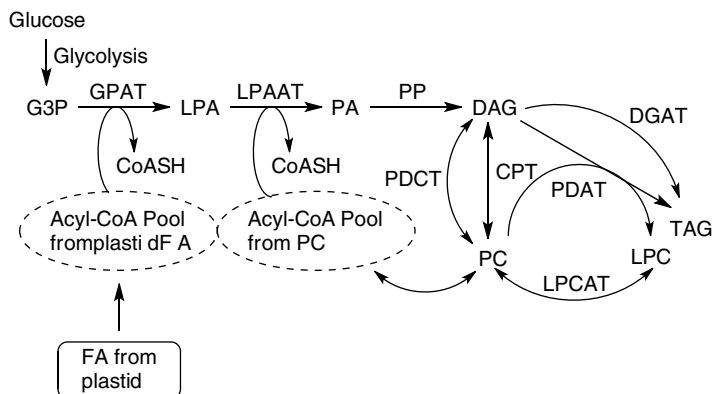 Glucose
Glycolysis
GPAT LPAAT PP
G3P LPA PA DAG DGAT
CoASH CoASH PDCT CPT PDAT
Acyl-CoA Pool Acyl-CoA Pool
fromplasti dF A from PC
TAG
PC LPC
LPCAT
FA from
plastid